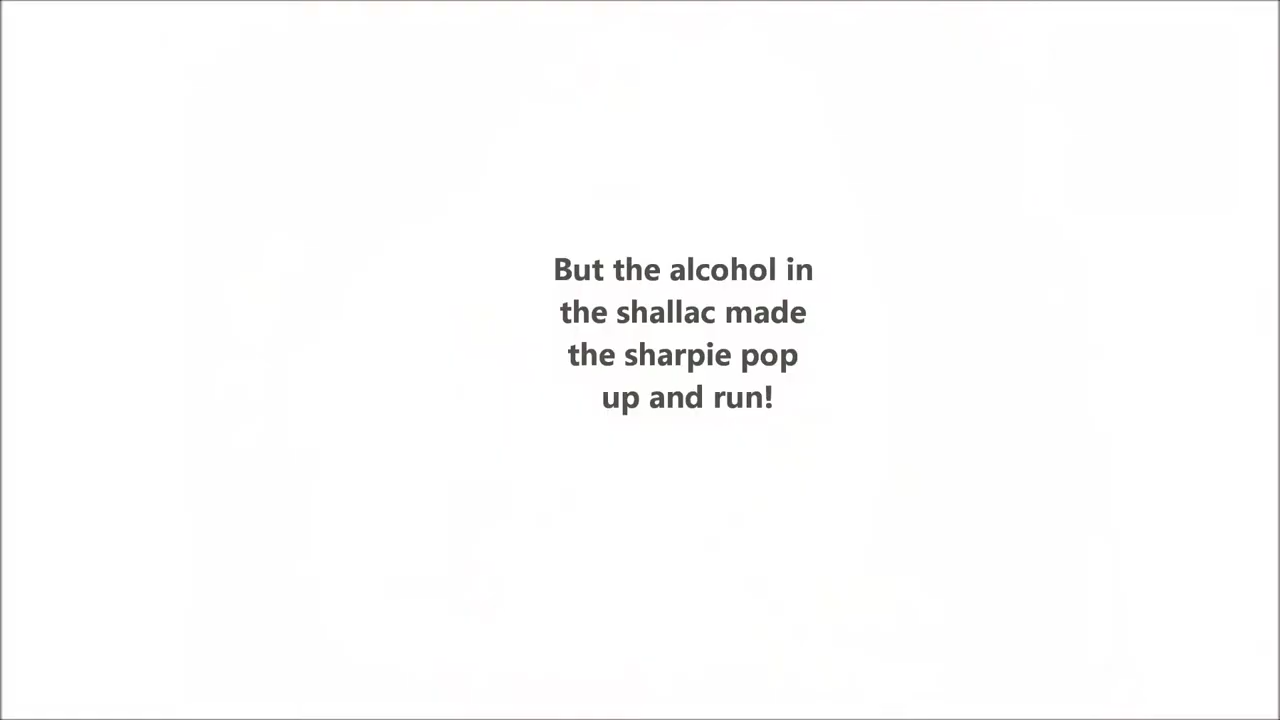 But the alcohol in
the shallac made
the sharpie pop
up and run!